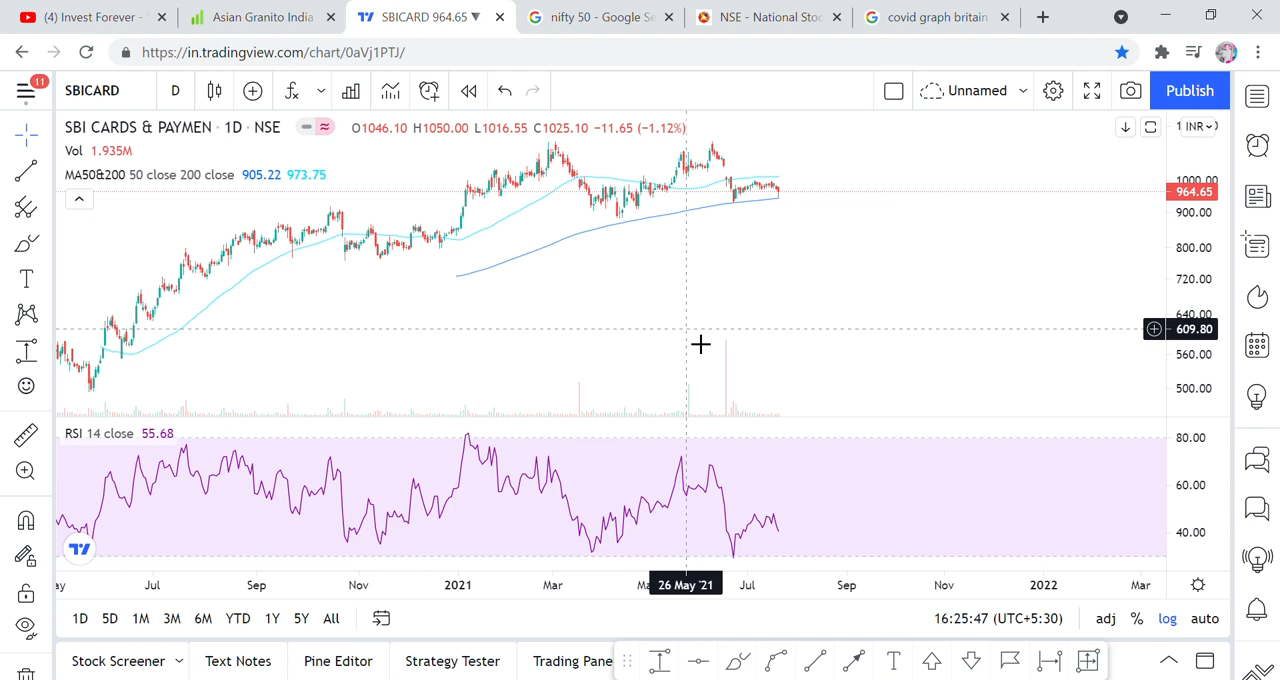 (4) Invest Forever -
Asian Granito India
SBICARD 964.65 ▼
nifty 50 - Google Se
NSE - National Stoc
covid graph britain
https://in.tradingview.com/chart/0aVj1PTJ/
11
SBICARD
D
Unnamed
Publish
SBI CARDS & PAYMEN · 1D · NSE
O1046.10 H1050.00 L1016.55 C1025.10 -11.65 (-1.12%)
INR
Vol 1.935M
MA50&200 50 close 200 close 905.22 973.75
1000.00
964.65
900.00
800.00
720.00
640.00
609.80
560.00
500.00
RSI 14 close 55.68
80.00
60.00
40.00
ay
Jul
Sep
Nov
2021
Mar
Ma
26 May '21
Jul
Sep
Nov
2022
Mar
1D 5D 1M 3M 6M YTD 1Y 5Y All
16:25:47 (UTC+5:30)
adj % log auto
Stock Screener
Text Notes
Pine Editor
Strategy Tester
Trading Pane
T